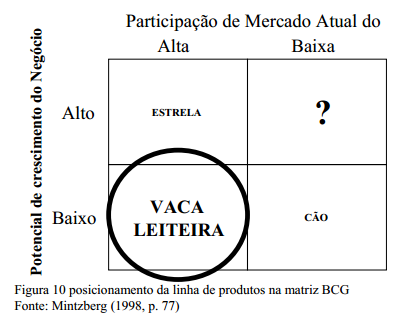 Participação de Mercado Atual do
Alta Baixa
Potencial de crescimento do Negócio
Alto
ESTRELA
?
Baixo
VACA
LEITEIRA
CÃO
Figura 10 posicionamento da linha de produtos na matriz BCG
Fonte: Mintzberg (1998, p. 77)